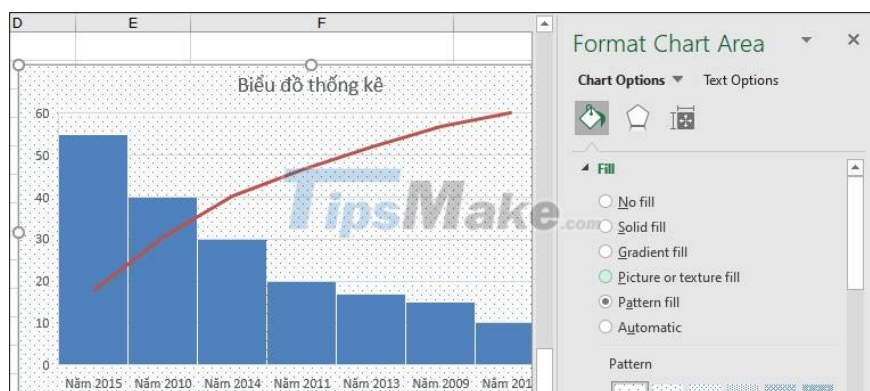 D E F
Format Chart Area
Chart Options Text Options
Biểu đồ thống kê
60
50
40
30
20
10
0
Năm 2015 Năm 2010 Năm 2014 Năm 2011 Năm 2013 Năm 2009 Năm 201
TipsMake.com
Fill
No fill
Solid fill
Gradient fill
Picture or texture fill
Pattern fill
Automatic
Pattern